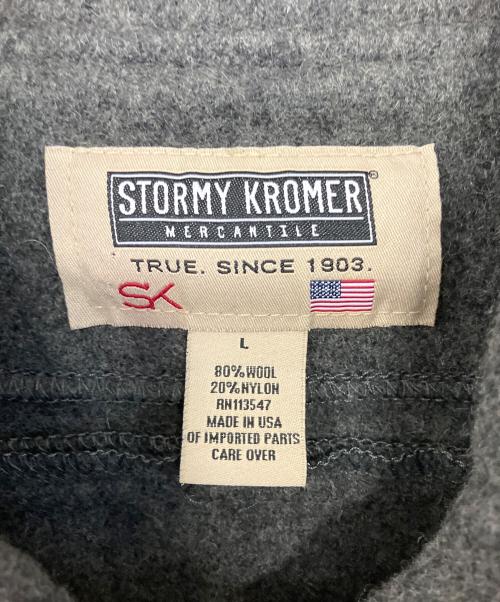 STORMY KROMER®
MERCANTILE
TRUE. SINCE 1903.
SK
L
80%WOOL
20%NYLON
RN113547
MADE IN USA
OF IMPORTED PARTS
CARE OVER